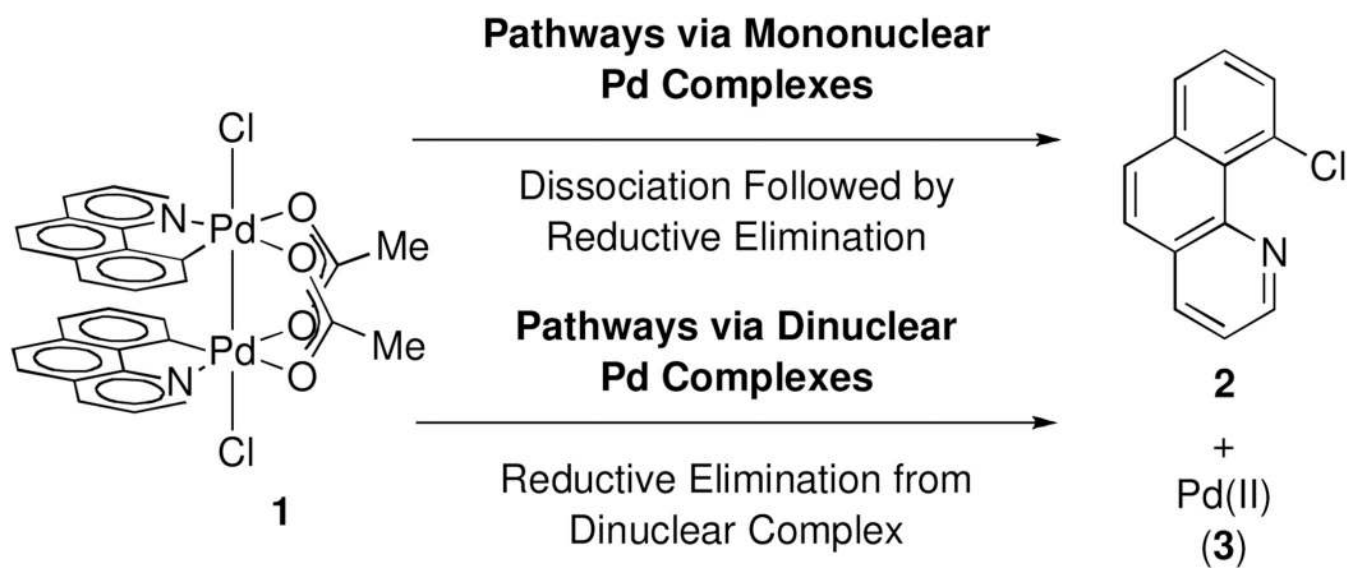 Pathways via Mononuclear
Pd Complexes
Dissociation Followed by
Reductive Elimination
Pathways via Dinuclear
Pd Complexes
Reductive Elimination from
Dinuclear Complex
Cl
N
Pd
O
O
Me
Pd
O
O
Me
N
Cl
1
Cl
N
2
+
Pd(II)
(3)